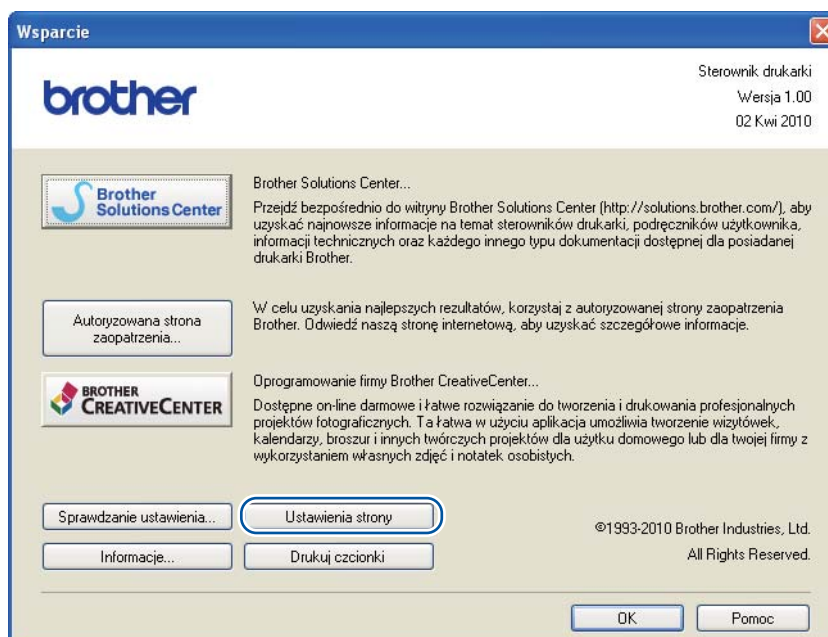 Wsparcie
brother
Sterownik drukarki
Wersja 1.00
02 Kwi 2010
Brother
Solutions Center
Brother Solutions Center...
Przejdź bezpośrednio do witryny Brother Solutions Center (http://solutions.brother.com/), aby
uzyskać najnowsze informacje na temat sterowników drukarki, podręczników użytkownika,
informacji technicznych oraz każdego innego typu dokumentacji dostępnej dla posiadanej
drukarki Brother.
Autoryzowana strona
zaopatrzenia...
W celu uzyskania najlepszych rezultatów, korzystaj z autoryzowanej strony zaopatrzenia
Brother. Odwiedź naszą stronę internetową, aby uzyskać szczegółowe informacje.
BROTHER
CREATIVECENTER
Oprogramowanie firmy Brother CreativeCenter...
Dostępne on-line darmowe i łatwe rozwiązanie do tworzenia i drukowania profesjonalnych
projektów fotograficznych. Ta łatwa w użyciu aplikacja umożliwia tworzenie wizytówek,
kalendarzy, broszur i innych twórczych projektów dla użytku domowego lub dla twojej firmy z
wykorzystaniem własnych zdjęć i notatek osobistych.
Sprawdzanie ustawienia...
Ustawienia strony
Informacje...
Drukuj czcionki
©1993-2010 Brother Industries, Ltd.
All Rights Reserved.
OK
Pomoc